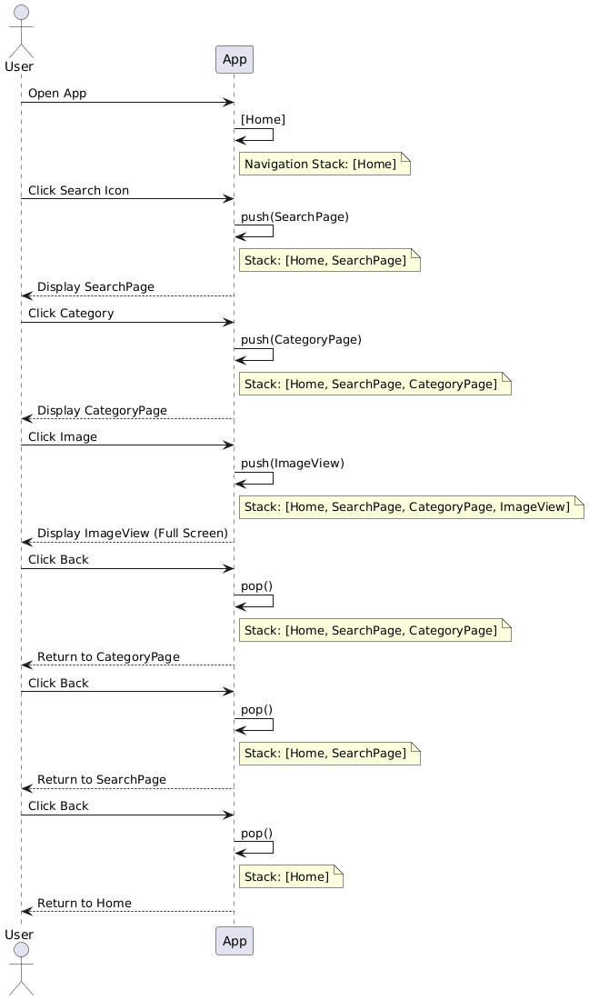 User
App
Open App
[Home]
Navigation Stack: [Home]
Click Search Icon
push(SearchPage)
Stack: [Home, SearchPage]
Display SearchPage
Click Category
push(CategoryPage)
Stack: [Home, SearchPage, CategoryPage]
Display CategoryPage
Click Image
push(ImageView)
Stack: [Home, SearchPage, CategoryPage, ImageView]
Display ImageView (Full Screen)
Click Back
pop()
Stack: [Home, SearchPage, CategoryPage]
Return to CategoryPage
Click Back
pop()
Stack: [Home, SearchPage]
Return to SearchPage
Click Back
pop()
Stack: [Home]
Return to Home
User
App